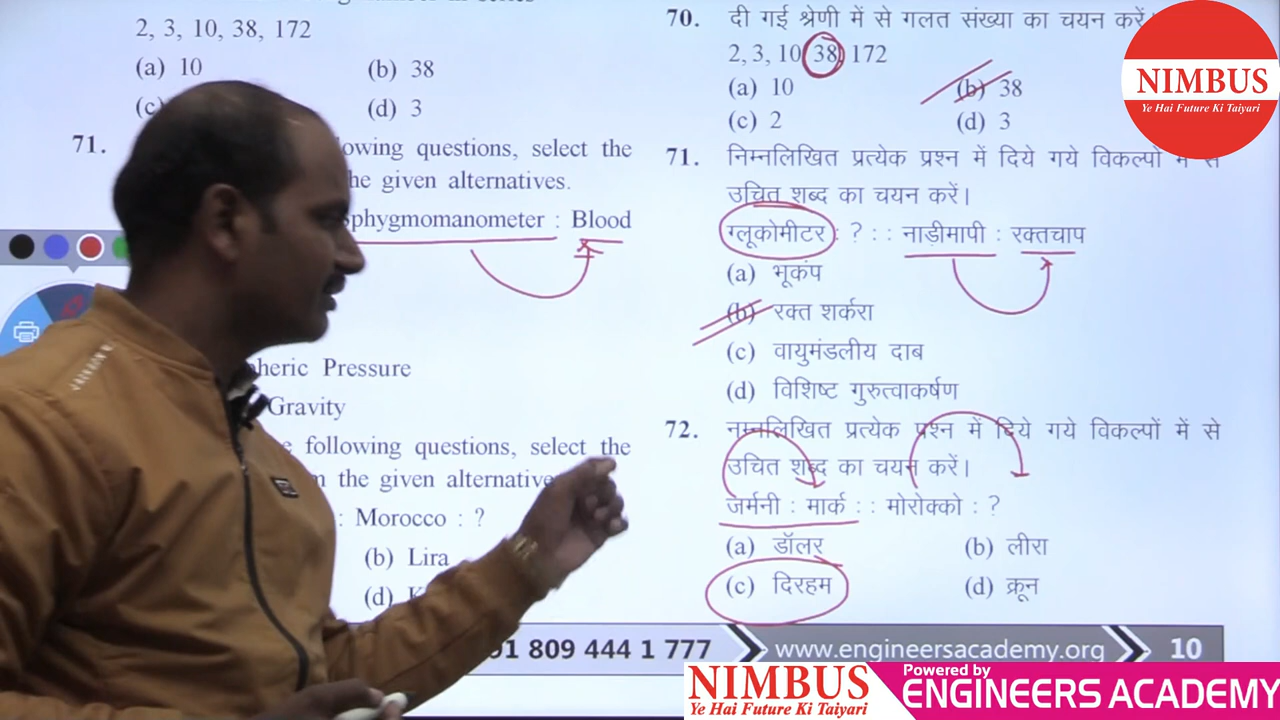 2, 3, 10, 38, 172
(a) 10
(b) 38
(d) 3
71.
owing questions, select the
he given alternatives.
sphygmomanometer : Blood
heric Pressure
Gravity
following questions, select the
the given alternative
: Morocco : ?
(b) Lira
(d)
70. दी गई श्रेणी में से गलत संख्या का चयन करें।
2, 3, 10, 38, 172
(a) 10
(b) 38
(c) 2
(d) 3
71. निम्नलिखित प्रत्येक प्रश्न में दिये गये विकल्पों में से
उचित शब्द का चयन करें।
ग्लूकोमीटर : ? : : नाड़ीमापी : रक्तचाप
(a) भूकंप
(b) रक्त शर्करा
(c) वायुमंडलीय दाब
(d) विशिष्ट गुरुत्वाकर्षण
72. नम्नलिखित प्रत्येक प्रश्न में दिये गये विकल्पों में से
उचित शब्द का चयन करें।
जर्मनी : मार्क : : मोरोक्को : ?
(a) डॉलर
(b) लीरा
(c) दिरहम
(d) क्रून
91 809 444 1 777
www.engineersacademy.org
10
NIMBUS
Ye Hai Future Ki Taiyari
NIMBUS
Ye Hai Future Ki Taiyari
Powered by
ENGINEERS ACADEMY